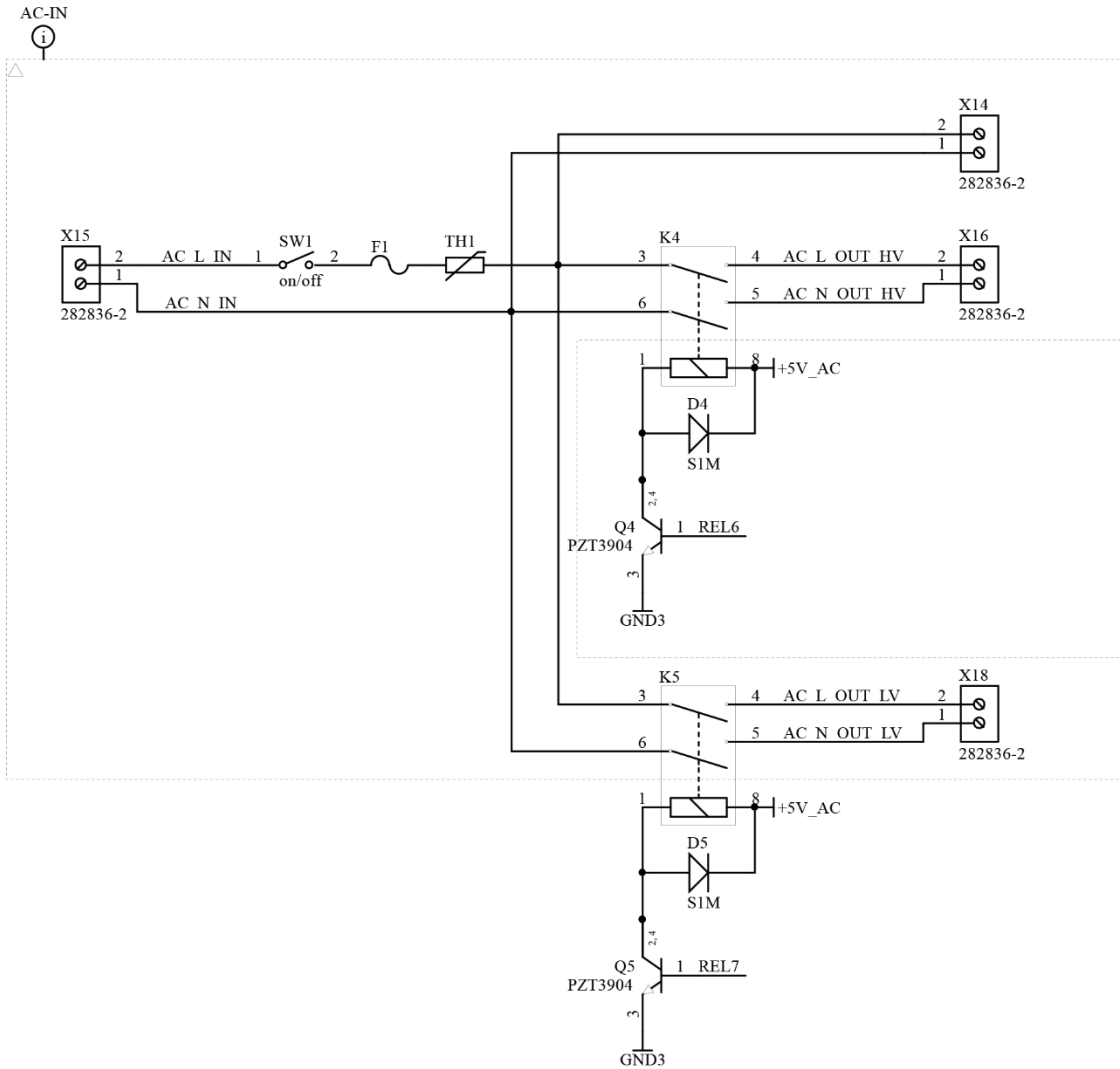 AC-IN
i
X14
2
1
282836-2
X15
2 AC_L_IN 1 SW1 2 F1 TH1
on/off
1
AC_N_IN
282836-2
K4
3 4 AC_L_OUT_HV
6 5 AC_N_OUT_HV
X16
2
1
282836-2
1 8 +5V_AC
D4
S1M
2, 4
Q4 1 REL6
PZT3904
3
GND3
K5
3 4 AC_L_OUT_LV
6 5 AC_N_OUT_LV
X18
2
1
282836-2
1 8 +5V_AC
D5
S1M
2, 4
Q5 1 REL7
PZT3904
3
GND3